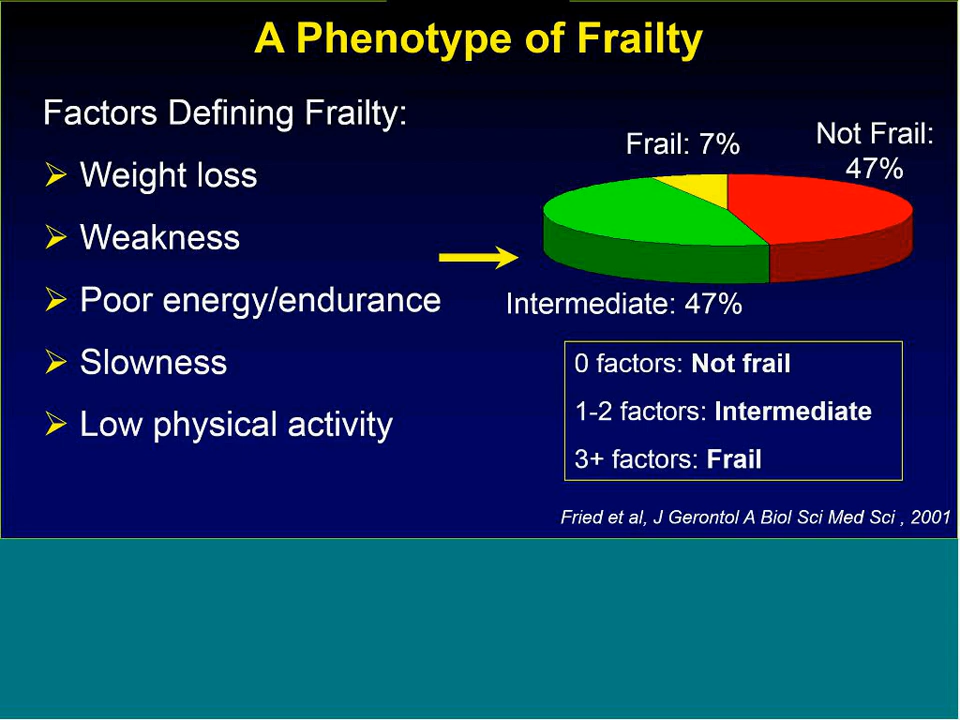 A Phenotype of Frailty
Factors Defining Frailty:
Weight loss
Weakness
Poor energy/endurance
Slowness
Low physical activity
Frail: 7%
Not Frail:
47%
Intermediate: 47%
0 factors: Not frail
1-2 factors: Intermediate
3+ factors: Frail
Fried et al, J Gerontol A Biol Sci Med Sci , 2001